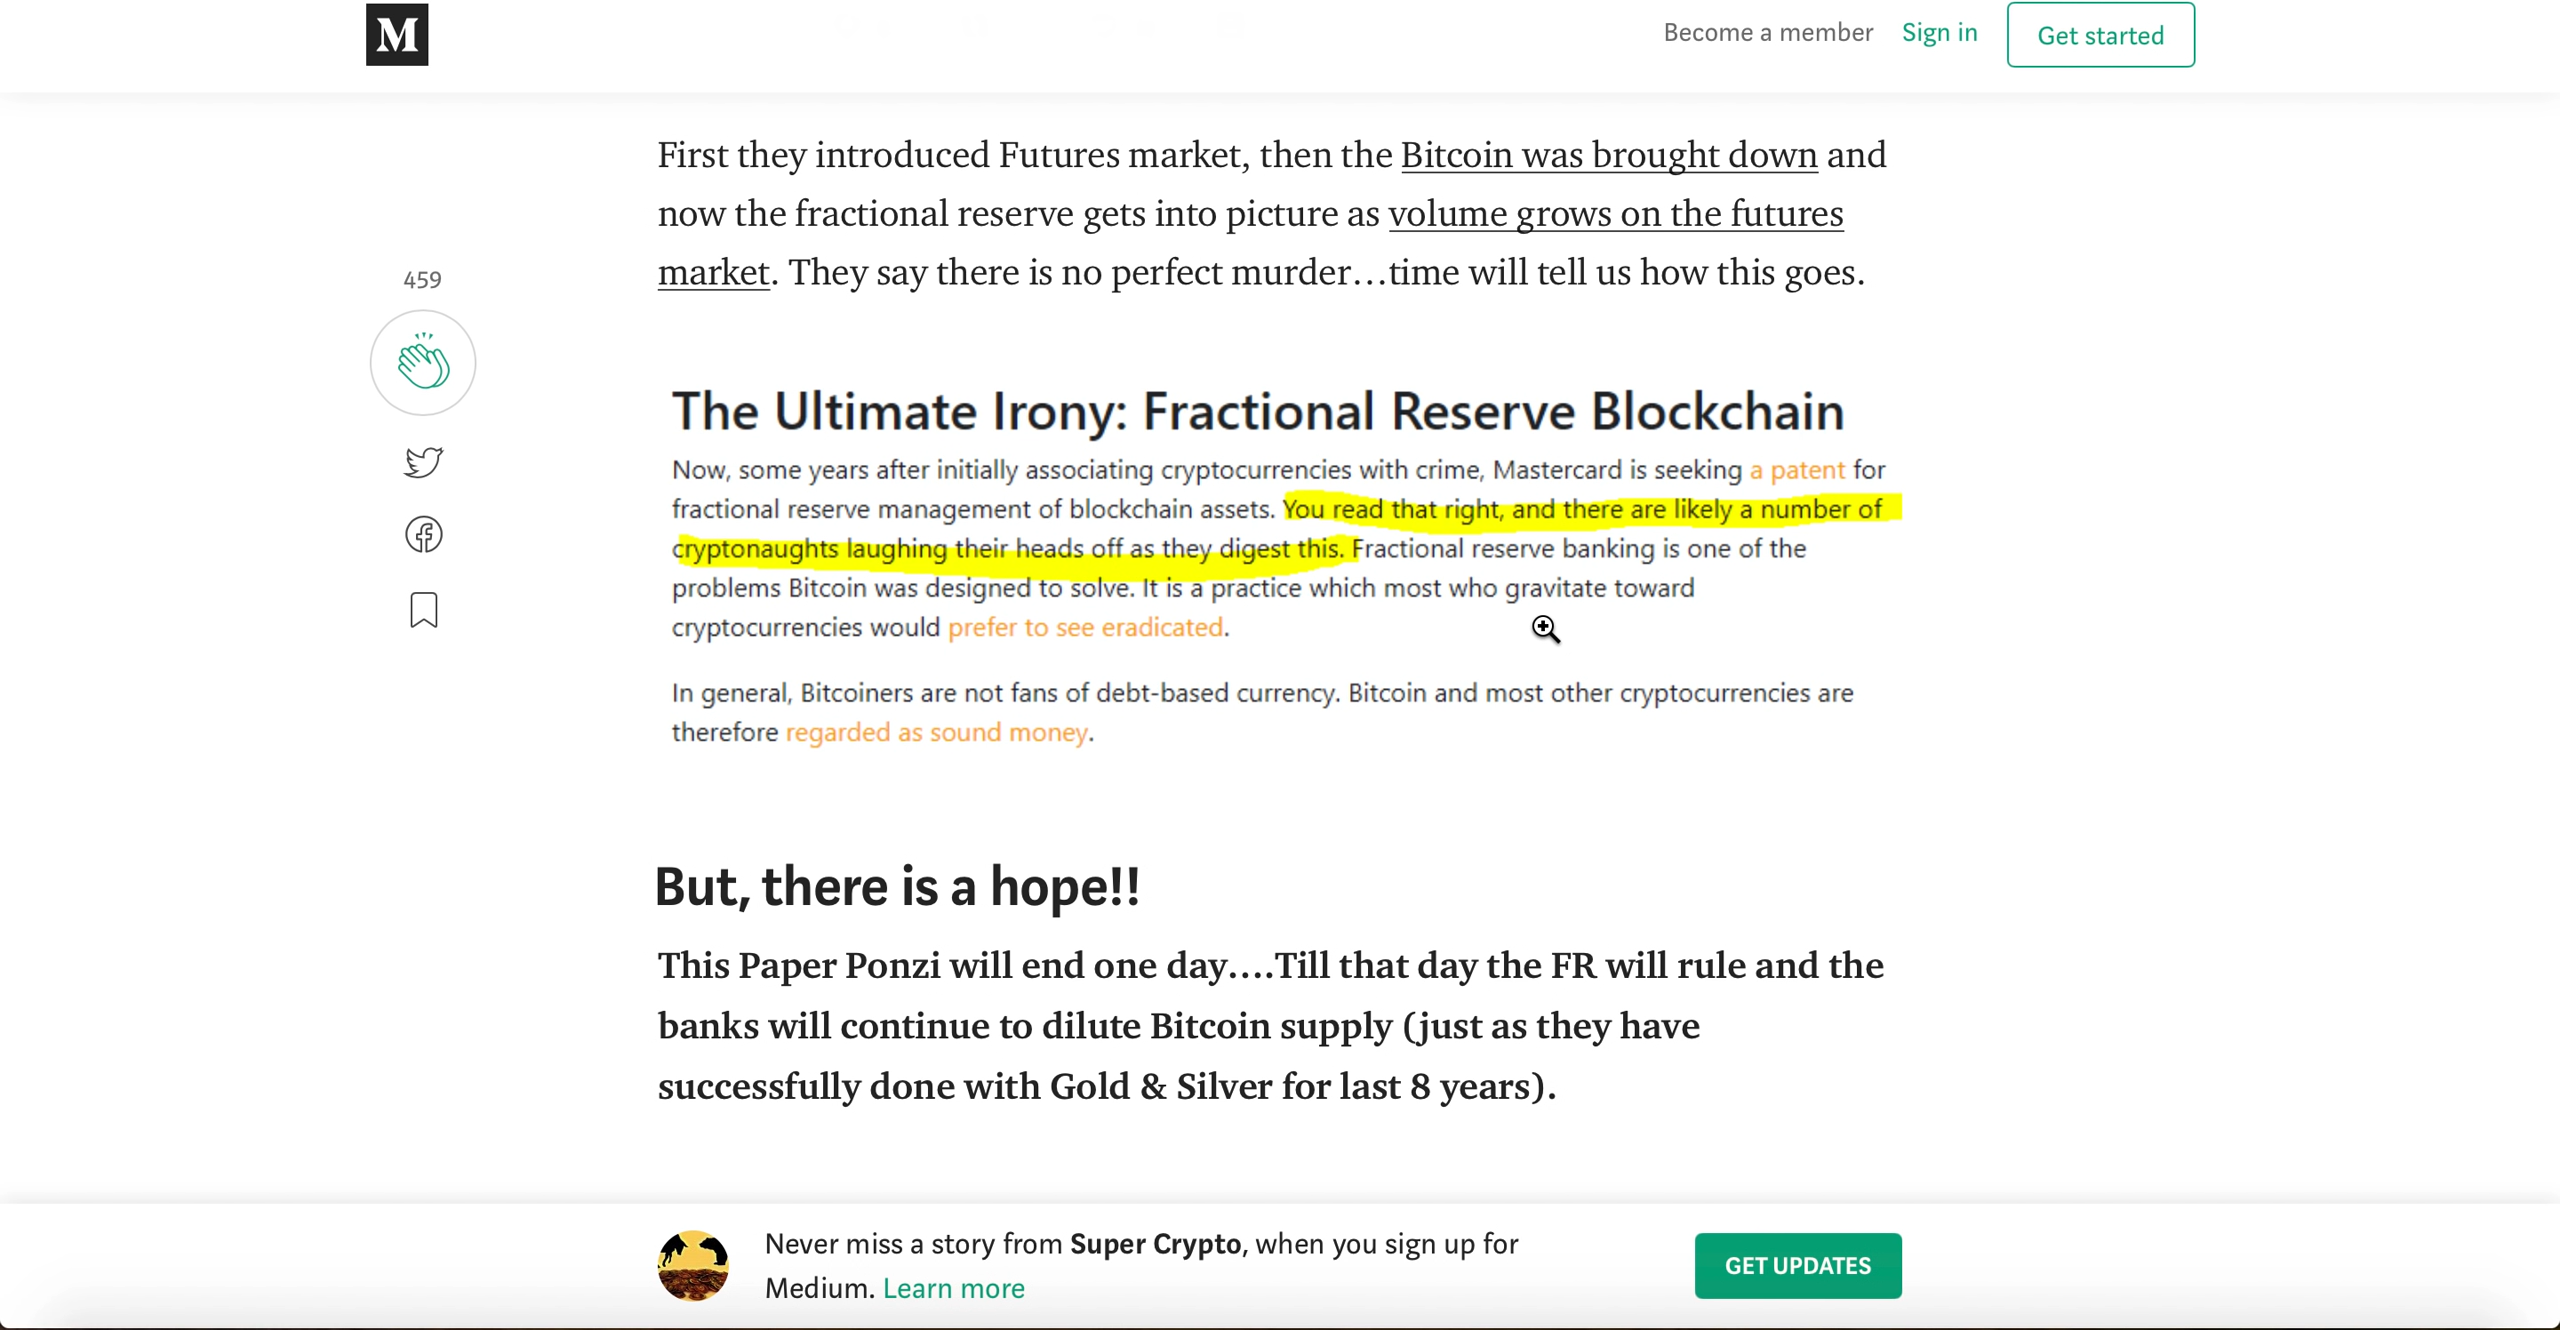 M
Become a member Sign in Get started
First they introduced Futures market, then the Bitcoin was brought down and
now the fractional reserve gets into picture as volume grows on the futures
market. They say there is no perfect murder…time will tell us how this goes.
459
The Ultimate Irony: Fractional Reserve Blockchain
Now, some years after initially associating cryptocurrencies with crime, Mastercard is seeking a patent for
fractional reserve management of blockchain assets. You read that right, and there are likely a number of
cryptonaughts laughing their heads off as they digest this. Fractional reserve banking is one of the
problems Bitcoin was designed to solve. It is a practice which most who gravitate toward
cryptocurrencies would prefer to see eradicated.
In general, Bitcoiners are not fans of debt-based currency. Bitcoin and most other cryptocurrencies are
therefore regarded as sound money.
But, there is a hope!!
This Paper Ponzi will end one day….Till that day the FR will rule and the
banks will continue to dilute Bitcoin supply (just as they have
successfully done with Gold & Silver for last 8 years).
Never miss a story from Super Crypto, when you sign up for
Medium. Learn more
GET UPDATES